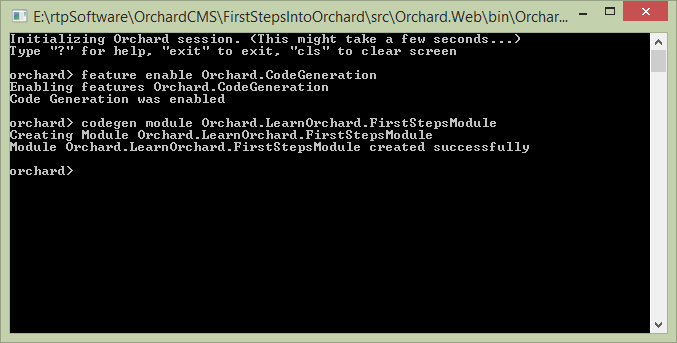 E:\rtpSoftware\OrchardCMS\FirstStepsIntoOrchard\src\Orchard.Web\bin\Orchar...
Initializing Orchard session. (This might take a few seconds...)
Type "?" for help, "exit" to exit, "cls" to clear screen
orchard> feature enable Orchard.CodeGeneration
Enabling features Orchard.CodeGeneration
Code Generation was enabled
orchard> codegen module Orchard.LearnOrchard.FirstStepsModule
Creating Module Orchard.LearnOrchard.FirstStepsModule
Module Orchard.LearnOrchard.FirstStepsModule created successfully
orchard>